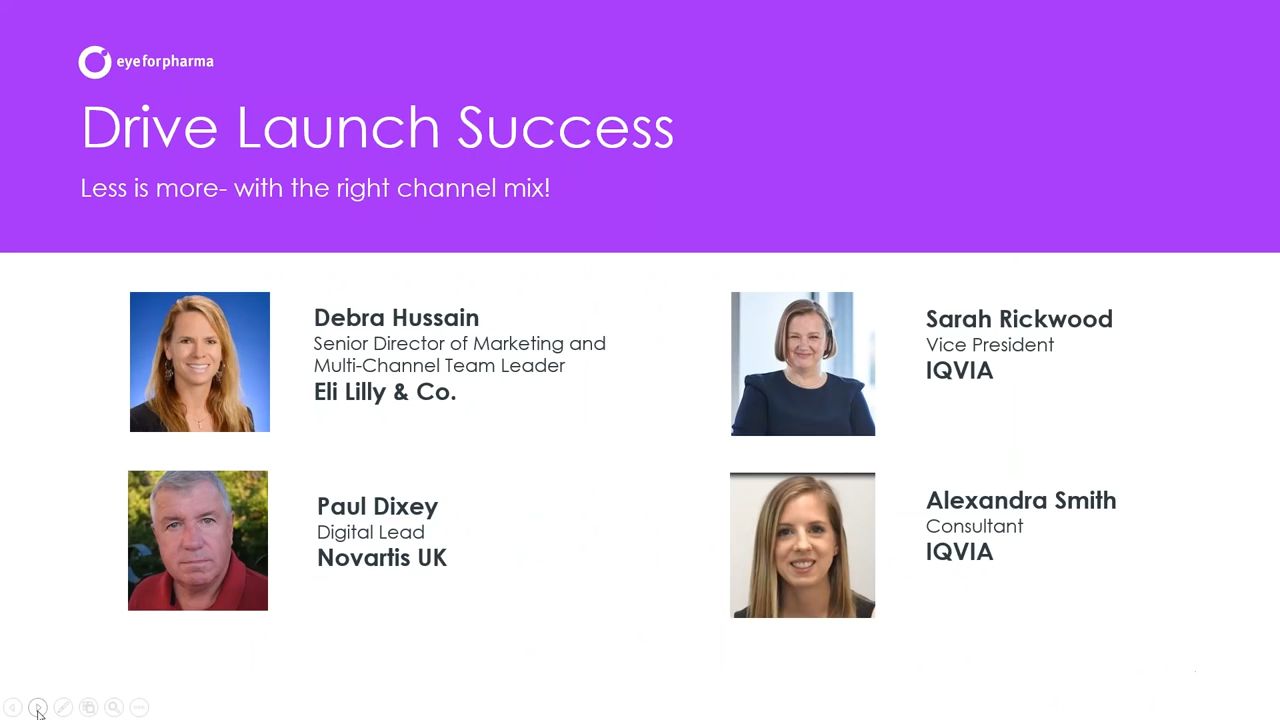 eyeforpharma
Drive Launch Success
Less is more- with the right channel mix!
Debra Hussain
Senior Director of Marketing and
Multi-Channel Team Leader
Eli Lilly & Co.
Sarah Rickwood
Vice President
IQVIA
Paul Dixey
Digital Lead
Novartis UK
Alexandra Smith
Consultant
IQVIA